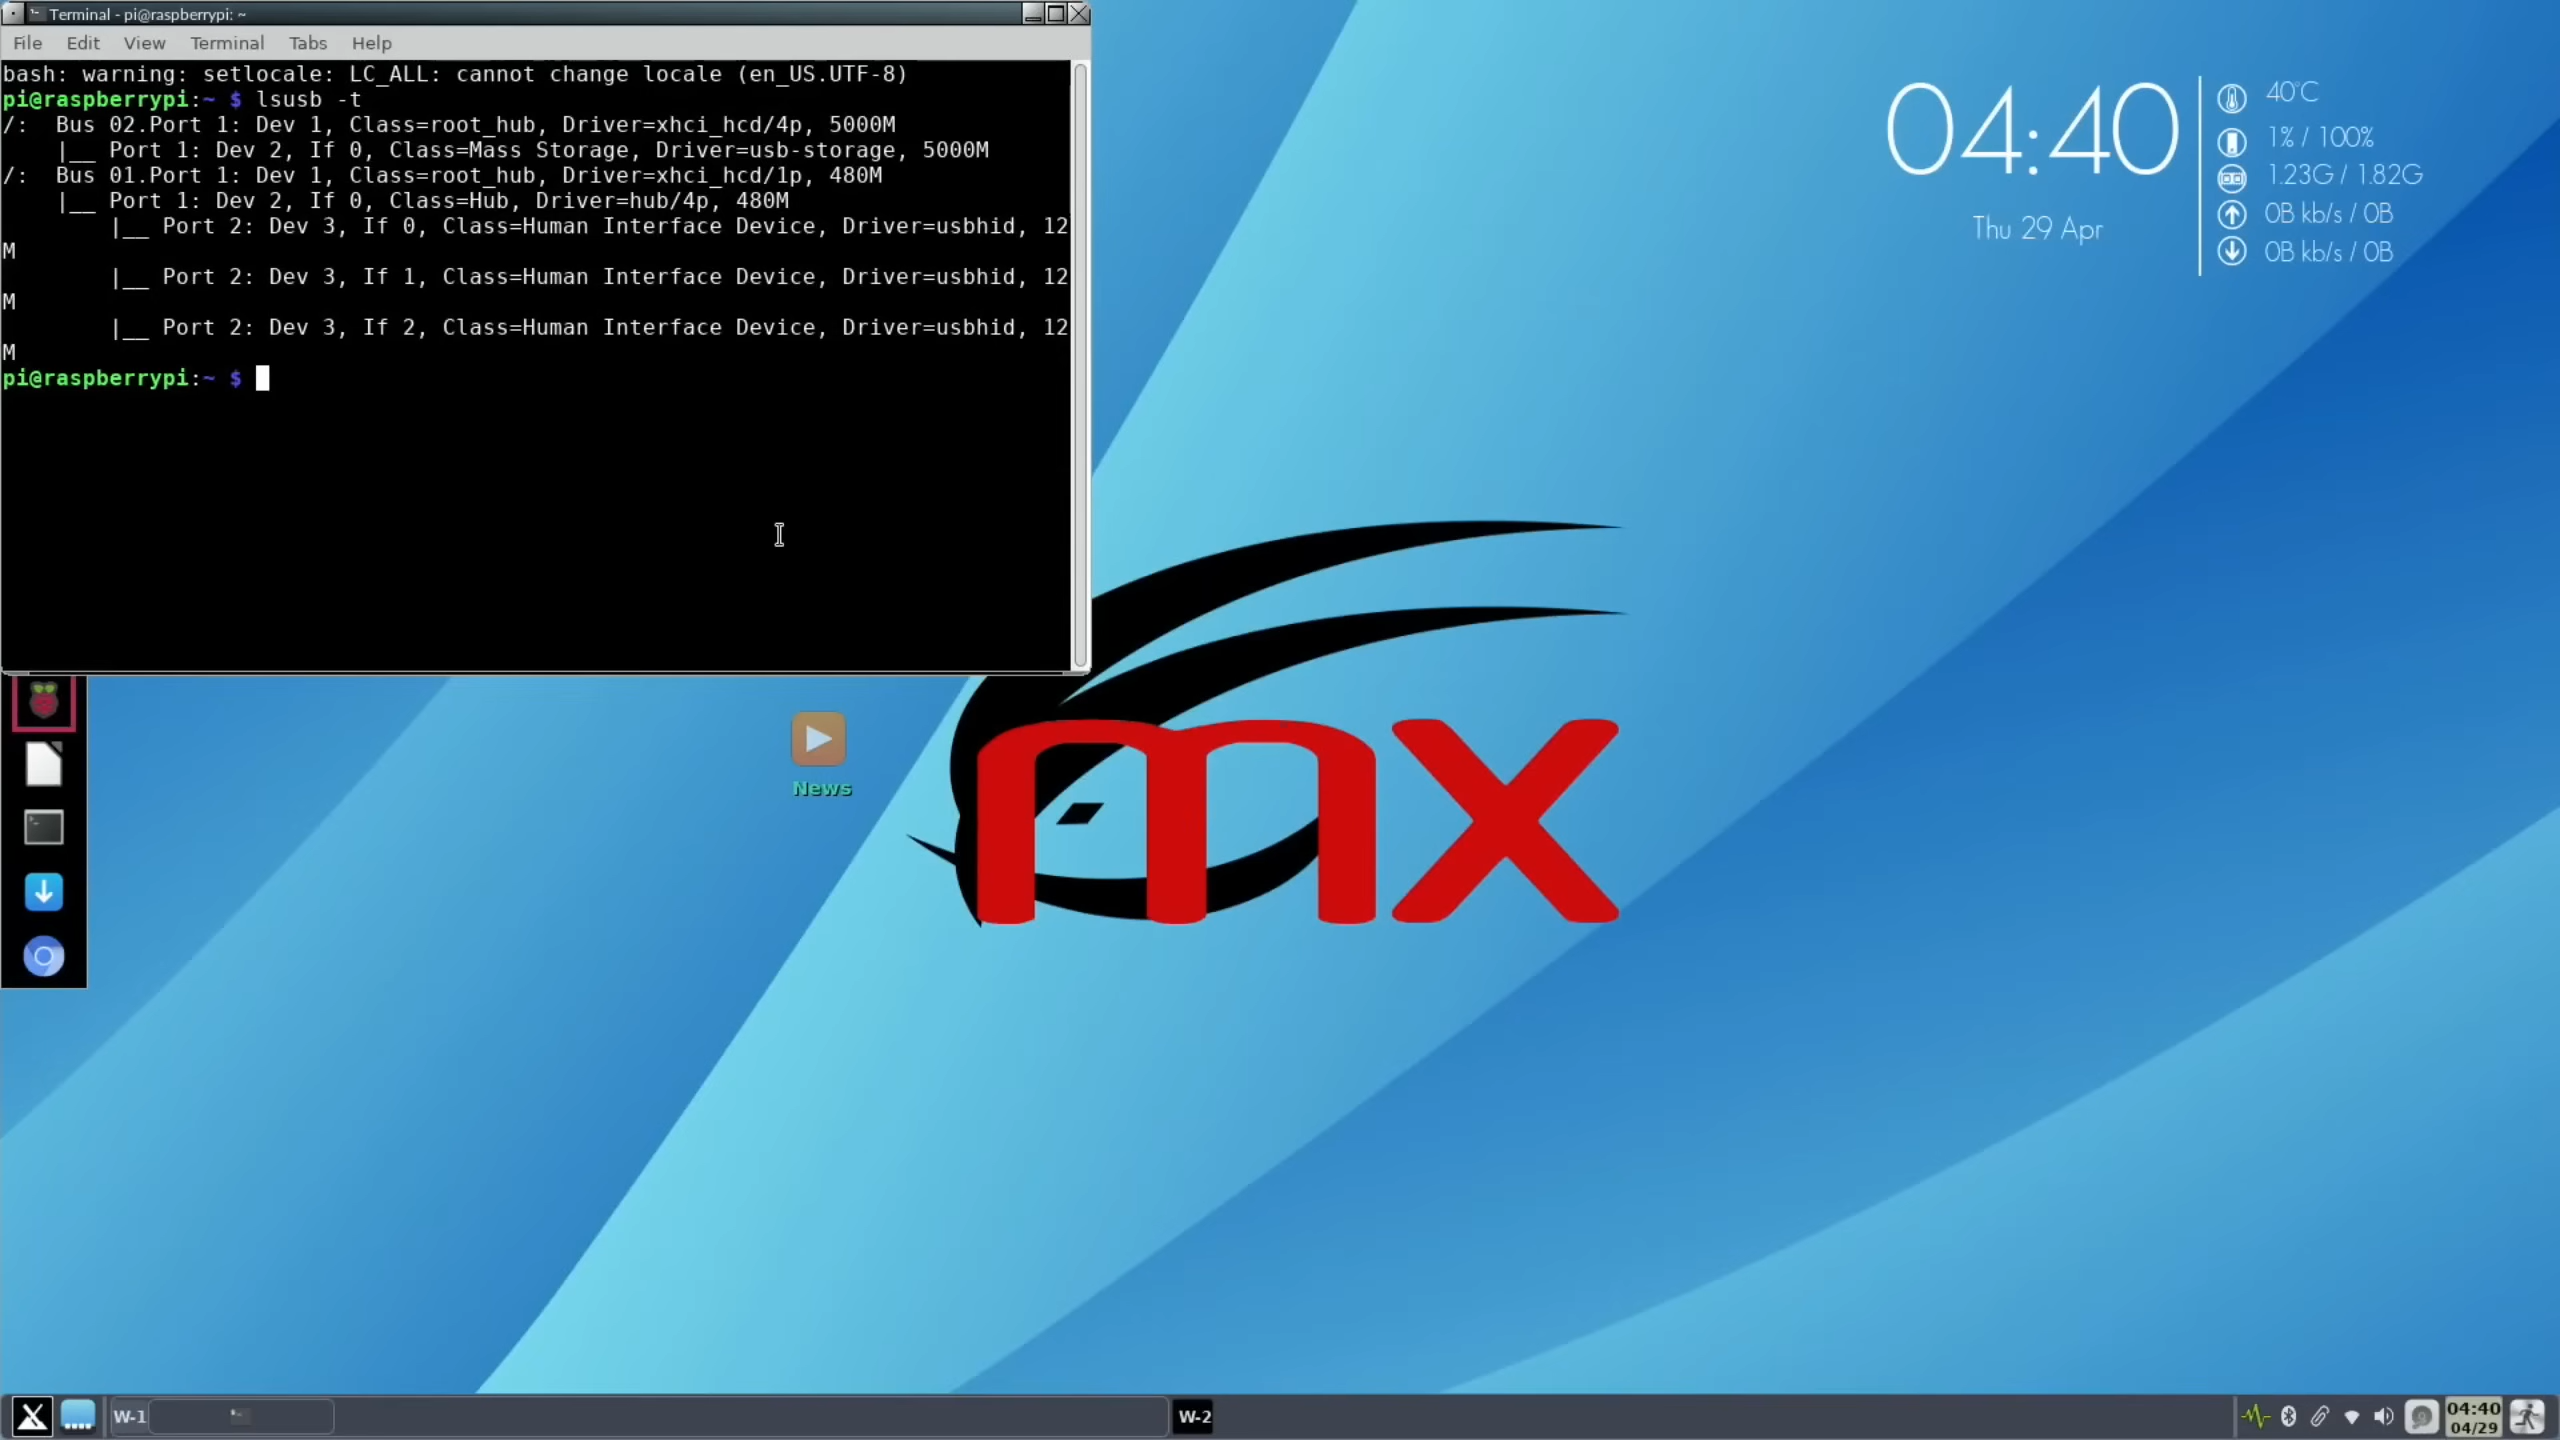 Terminal - pi@raspberrypi: ~
File Edit View Terminal Tabs Help
bash: warning: setlocale: LC_ALL: cannot change locale (en_US.UTF-8)
pi@raspberrypi:~ $ lsusb -t
/:  Bus 02.Port 1: Dev 1, Class=root_hub, Driver=xhci_hcd/4p, 5000M
    |__ Port 1: Dev 2, If 0, Class=Mass Storage, Driver=usb-storage, 5000M
/:  Bus 01.Port 1: Dev 1, Class=root_hub, Driver=xhci_hcd/1p, 480M
    |__ Port 1: Dev 2, If 0, Class=Hub, Driver=hub/4p, 480M
        |__ Port 2: Dev 3, If 0, Class=Human Interface Device, Driver=usbhid, 12
M
        |__ Port 2: Dev 3, If 1, Class=Human Interface Device, Driver=usbhid, 12
M
        |__ Port 2: Dev 3, If 2, Class=Human Interface Device, Driver=usbhid, 12
M
pi@raspberrypi:~ $
04:40
Thu 29 Apr
40°C
1% / 100%
1.23G / 1.82G
0B kb/s / 0B
0B kb/s / 0B
News
mx
W-1
W-2
04:40
04/29